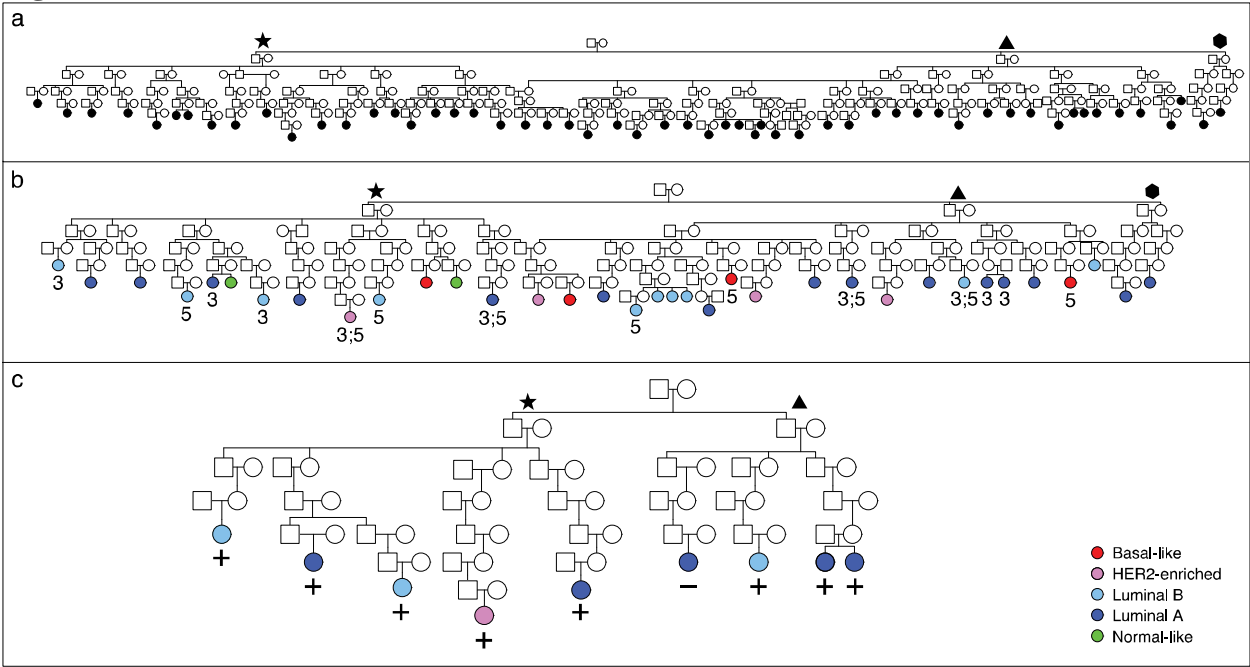 a
b
3
5
3
3
3;5
5
3;5
5
5
3;5
3;5
3
3
5
c
+
+
+
+
+
−
+
+
+
Basal-like
HER2-enriched
Luminal B
Luminal A
Normal-like